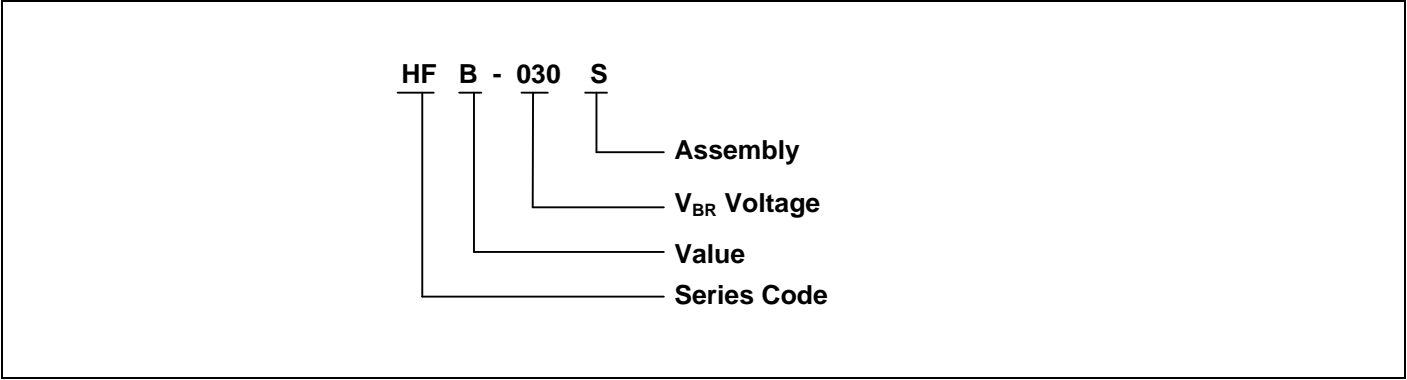 HF B - 030 S
Assembly
VBR Voltage
Value
Series Code